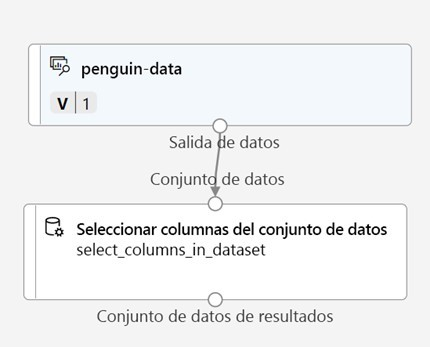 penguin-data
V 1
Salida de datos
Conjunto de datos
Seleccionar columnas del conjunto de datos
select_columns_in_dataset
Conjunto de datos de resultados